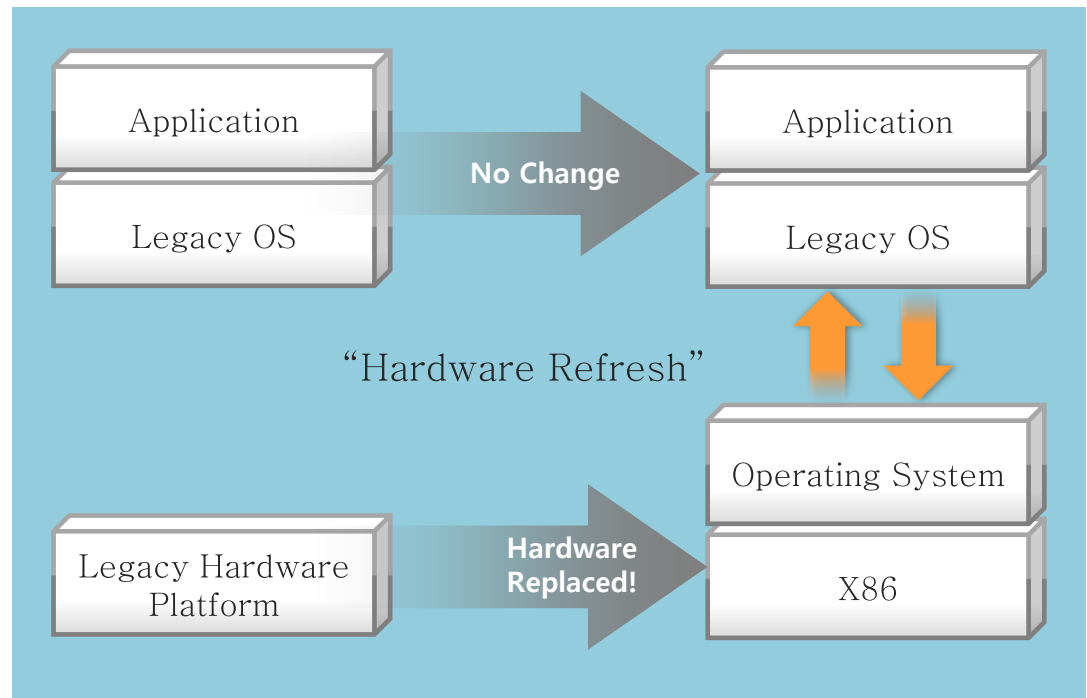 Application
No Change
Application
Legacy OS
Legacy OS
“Hardware Refresh”
Operating System
Legacy Hardware
Platform
Hardware
Replaced!
X86